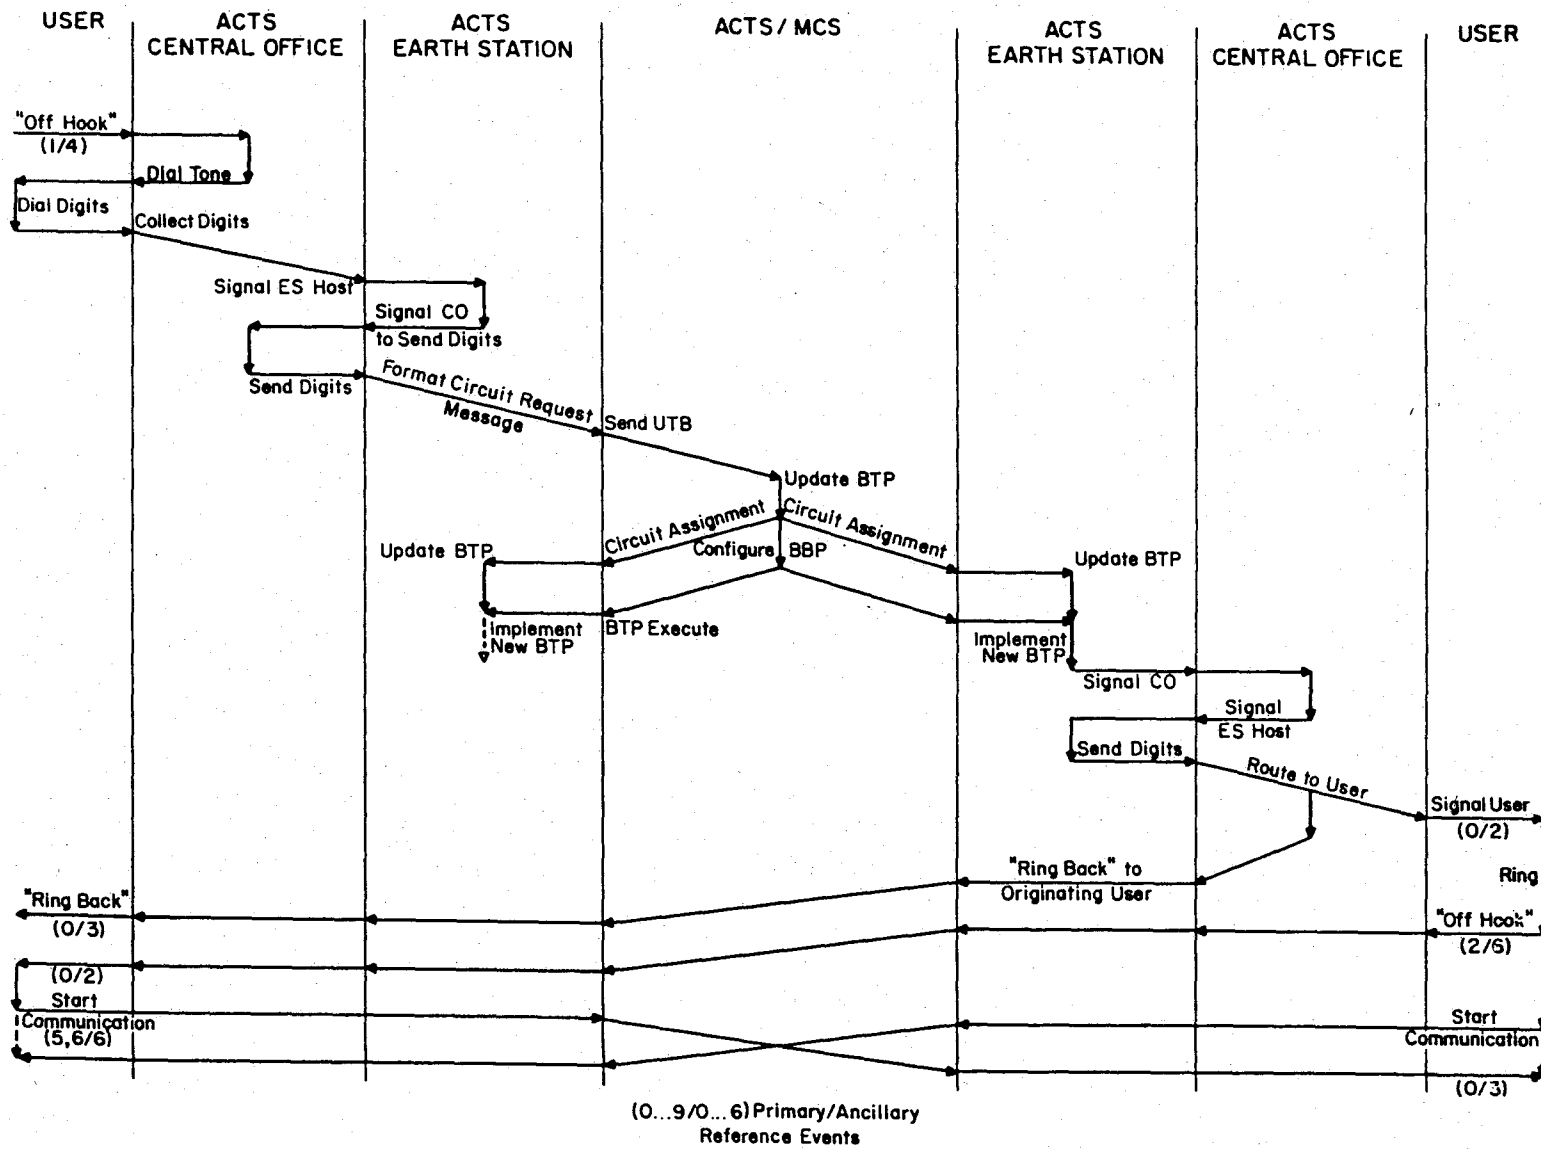 USER
ACTS
CENTRAL OFFICE
ACTS
EARTH STATION
ACTS / MCS
ACTS
EARTH STATION
ACTS
CENTRAL OFFICE
USER
"Off Hook"
(1/4)
Dial Tone
Dial Digits
Collect Digits
Signal ES Host
Signal CO
to Send Digits
Send Digits
Format Circuit Request
Message
Send UTB
Update BTP
Circuit Assignment
Circuit Assignment
Update BTP
Configure BBP
Update BTP
Implement
New BTP
BTP Execute
Implement
New BTP
Signal CO
Signal
ES Host
Send Digits
Route to User
Signal User
(0/2)
"Ring Back" to
Originating User
Ring
"Ring Back"
(0/3)
"Off Hook"
(2/6)
(0/2)
Start
Communication
(5,6/6)
Start
Communication
(0/3)
(0...9/0...6) Primary/Ancillary
Reference Events